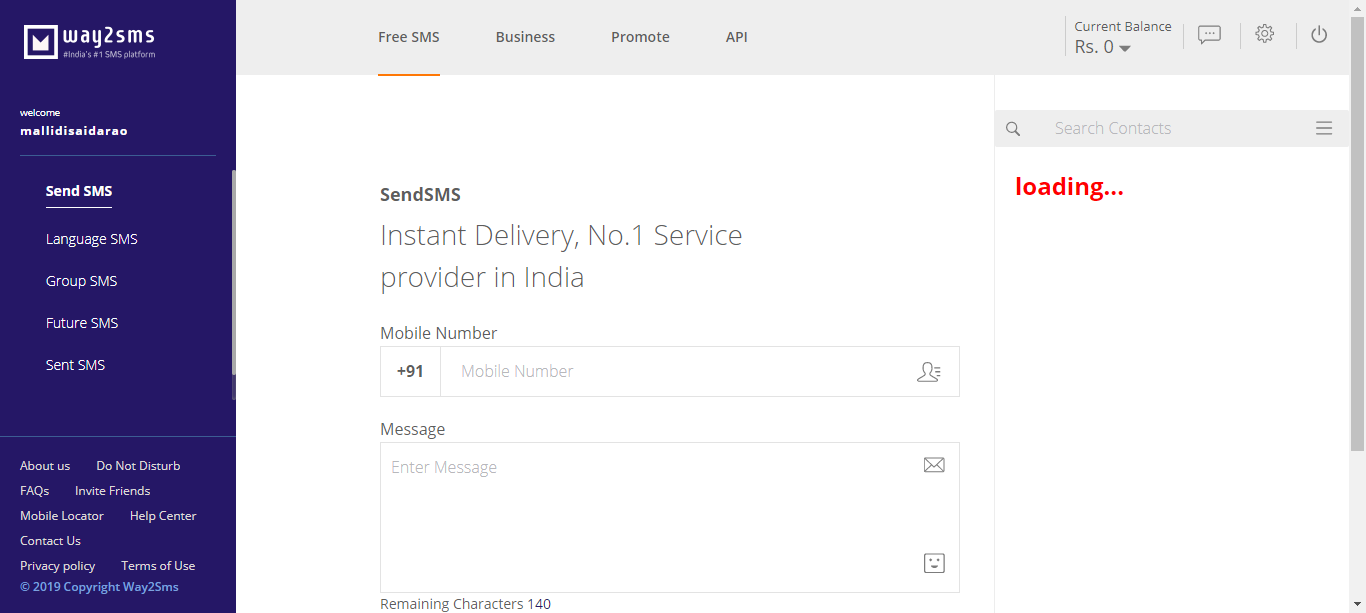 way2sms
#India's #1 SMS platform
welcome
mallidisaidarao
Send SMS
Language SMS
Group SMS
Future SMS
Sent SMS
About us Do Not Disturb
FAQs Invite Friends
Mobile Locator Help Center
Contact Us
Privacy policy Terms of Use
© 2019 Copyright Way2Sms
Free SMS Business Promote API
Current Balance
Rs. 0
SendSMS
Instant Delivery, No.1 Service
provider in India
Mobile Number
+91 Mobile Number
Message
Enter Message
Remaining Characters 140
Search Contacts
loading...